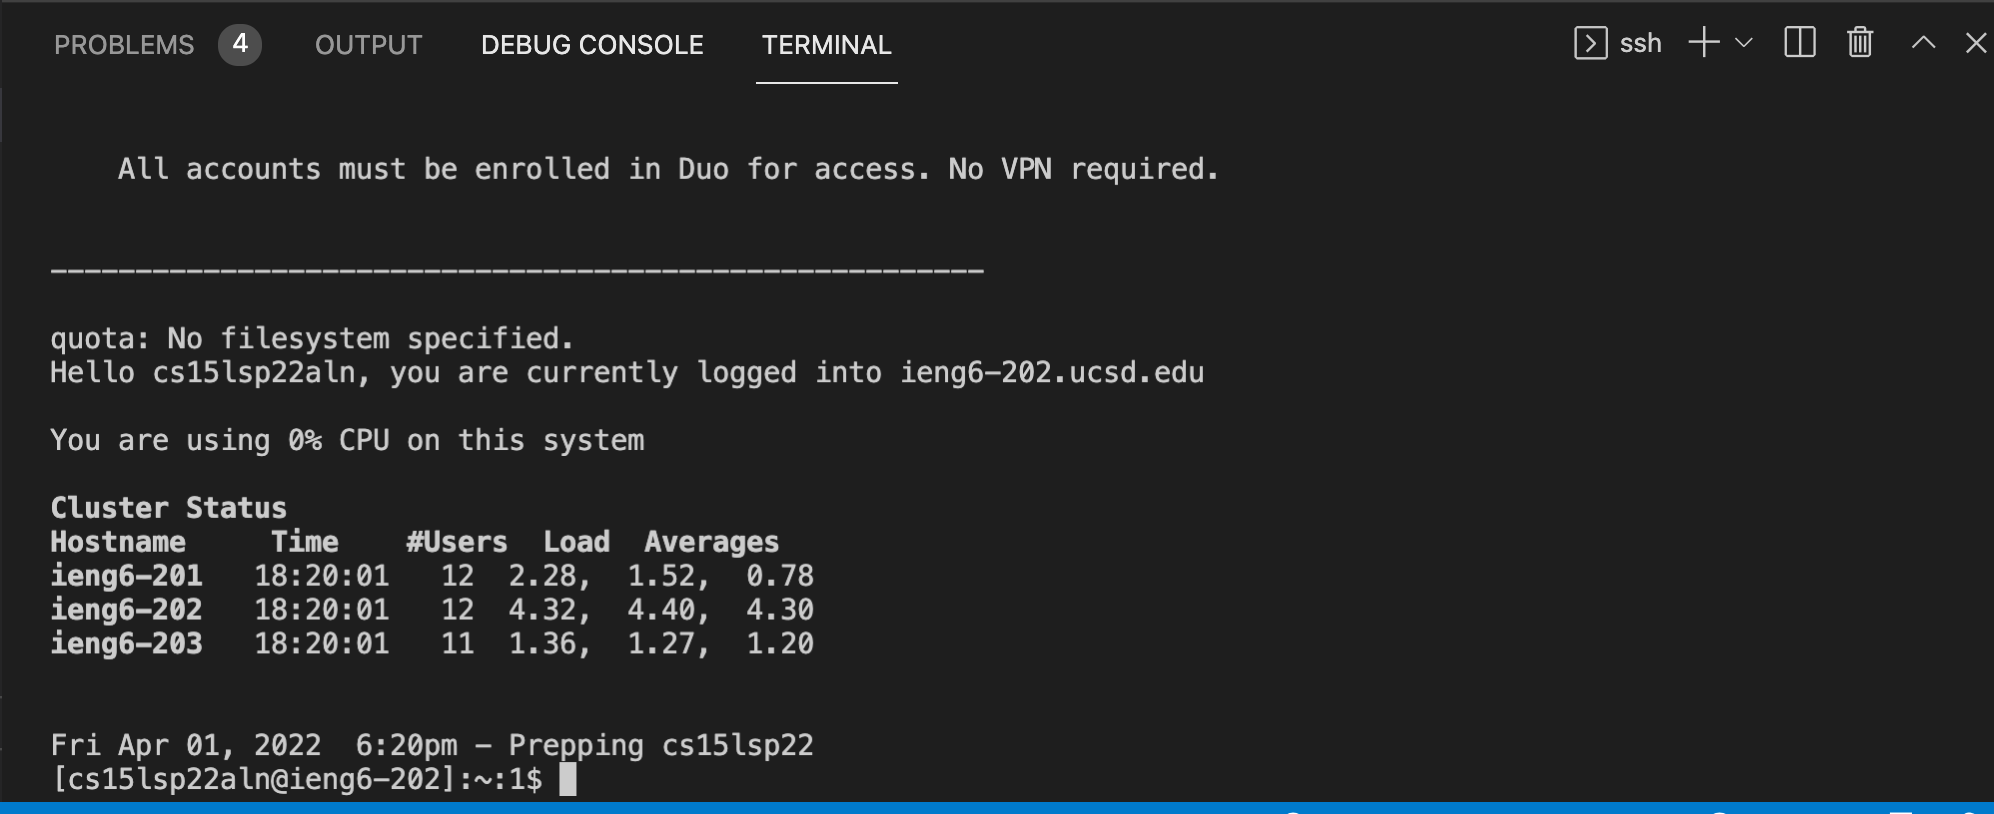 PROBLEMS 4 OUTPUT DEBUG CONSOLE TERMINAL ssh
All accounts must be enrolled in Duo for access. No VPN required.
-------------------------------------------------------
quota: No filesystem specified.
Hello cs15lsp22aln, you are currently logged into ieng6-202.ucsd.edu
You are using 0% CPU on this system
Cluster Status
Hostname Time #Users Load Averages
ieng6-201 18:20:01 12 2.28, 1.52, 0.78
ieng6-202 18:20:01 12 4.32, 4.40, 4.30
ieng6-203 18:20:01 11 1.36, 1.27, 1.20
Fri Apr 01, 2022 6:20pm - Prepping cs15lsp22
[cs15lsp22aln@ieng6-202]:~:1$